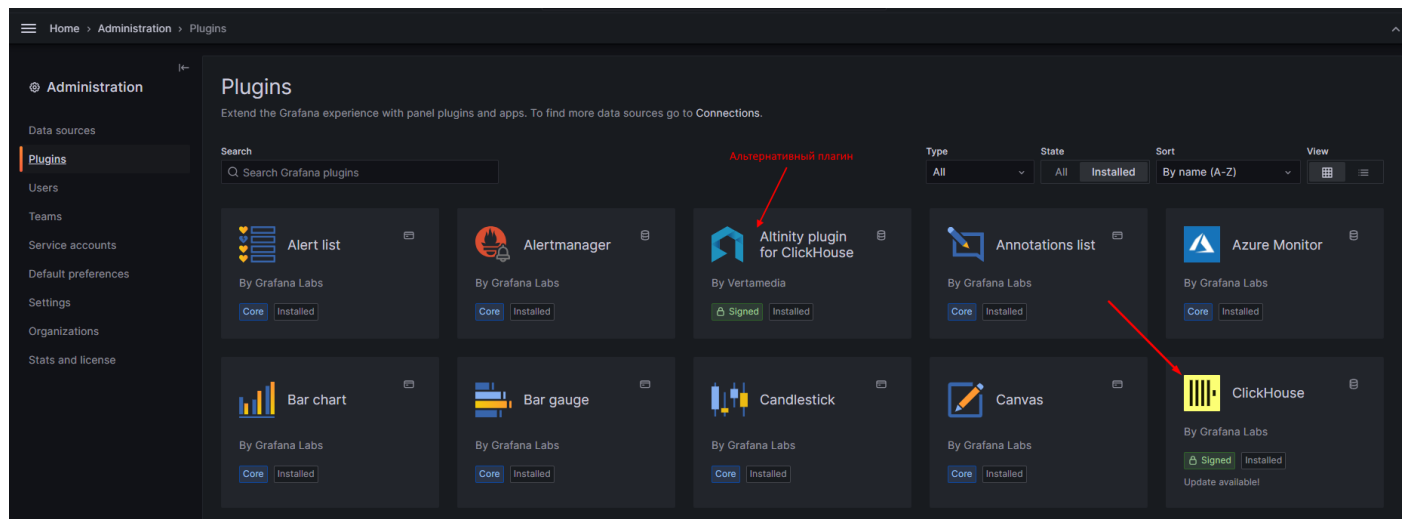 Home › Administration › Plugins
Administration
Data sources
Plugins
Users
Teams
Service accounts
Default preferences
Settings
Organizations
Stats and license
Plugins
Extend the Grafana experience with panel plugins and apps. To find more data sources go to Connections.
Search
Search Grafana plugins
Альтернативный плагин
Type
All
State
All Installed
Sort
By name (A-Z)
View
Alert list
By Grafana Labs
Core Installed
Alertmanager
By Grafana Labs
Core Installed
Altinity plugin
for ClickHouse
By Vertamedia
Signed Installed
Annotations list
By Grafana Labs
Core Installed
Azure Monitor
By Grafana Labs
Core Installed
Bar chart
By Grafana Labs
Core Installed
Bar gauge
By Grafana Labs
Core Installed
Candlestick
By Grafana Labs
Core Installed
Canvas
By Grafana Labs
Core Installed
ClickHouse
By Grafana Labs
Signed Installed
Update available!